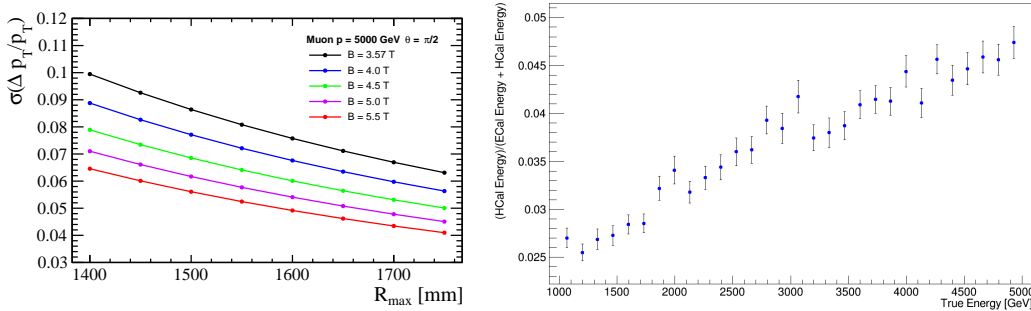 σ(Δ p_T/p_T)
0.12
0.11
0.1
0.09
0.08
0.07
0.06
0.05
0.04
0.03
Muon p = 5000 GeV θ = π/2
B = 3.57 T
B = 4.0 T
B = 4.5 T
B = 5.0 T
B = 5.5 T
1400 1500 1600 1700
R_max [mm]
(HCal Energy)/(ECal Energy + HCal Energy)
0.05
0.045
0.04
0.035
0.03
0.025
1000 1500 2000 2500 3000 3500 4000 4500 5000
True Energy [GeV]